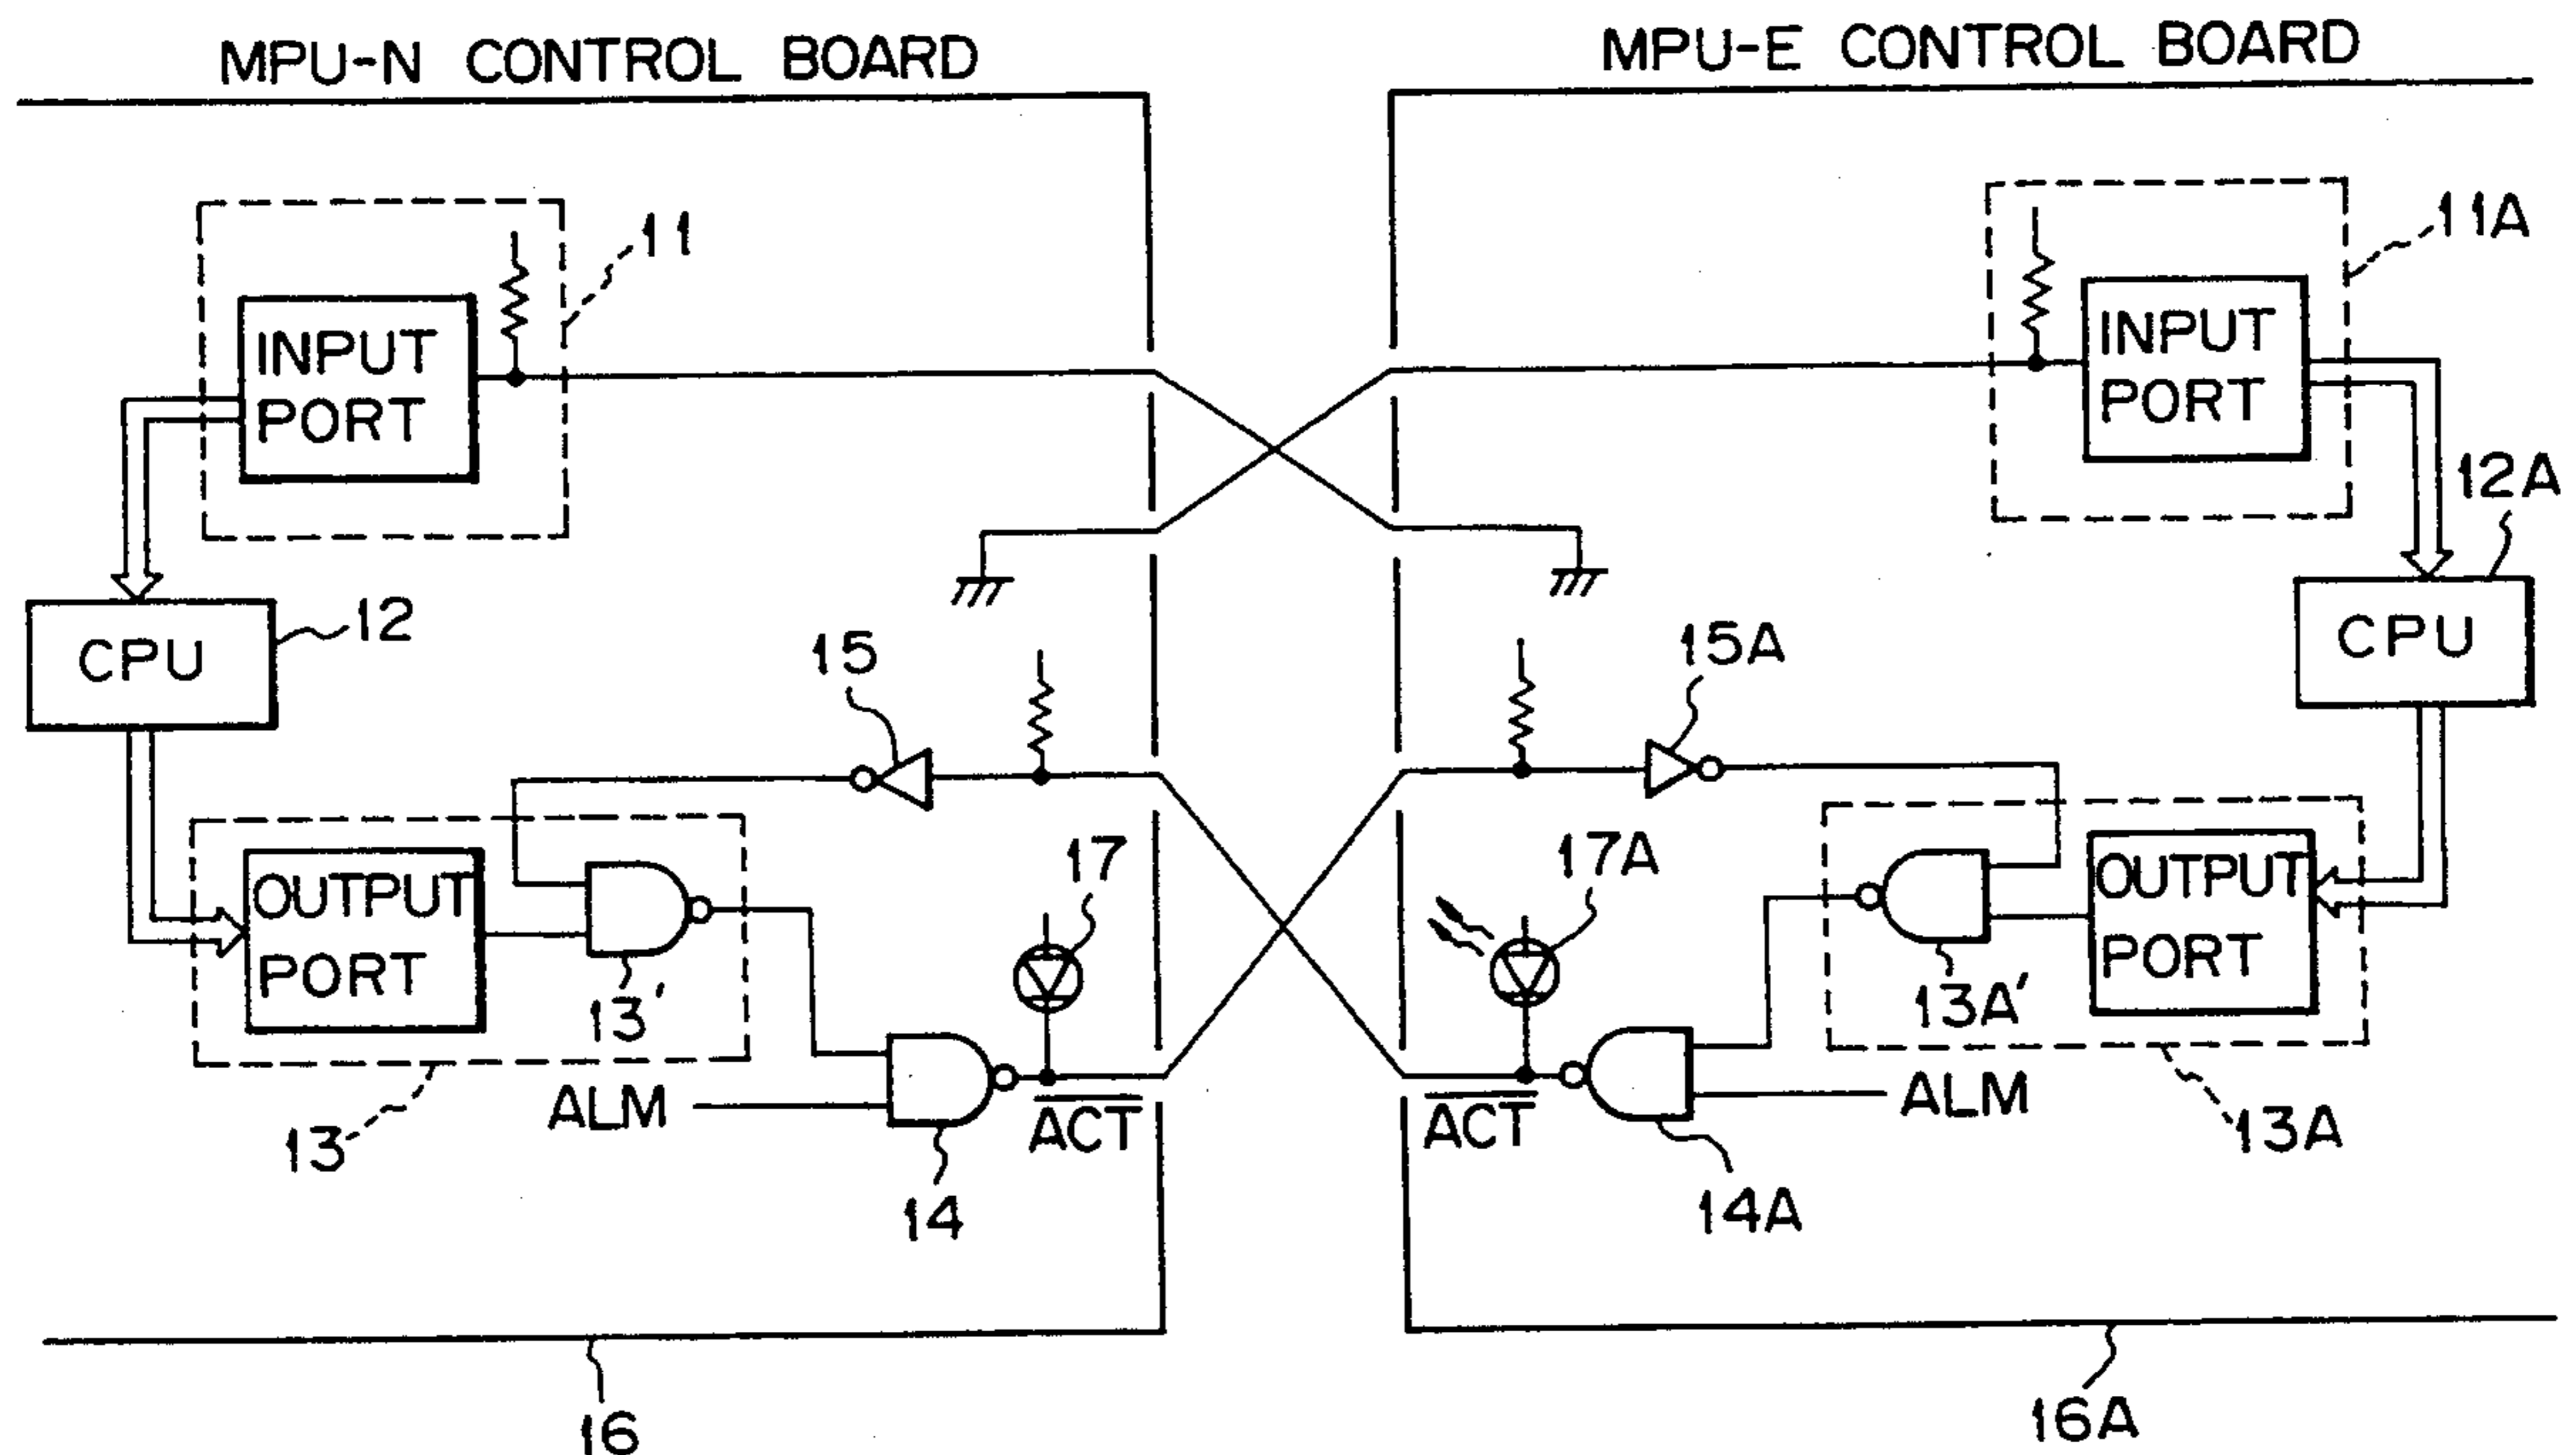 MPU-N CONTROL BOARD
MPU-E CONTROL BOARD
11
11A
INPUT
PORT
INPUT
PORT
12A
12
CPU
CPU
15
15A
17
17A
OUTPUT
PORT
13'
13A'
OUTPUT
PORT
ALM
ACT
ACT
ALM
13
13A
14
14A
16
16A